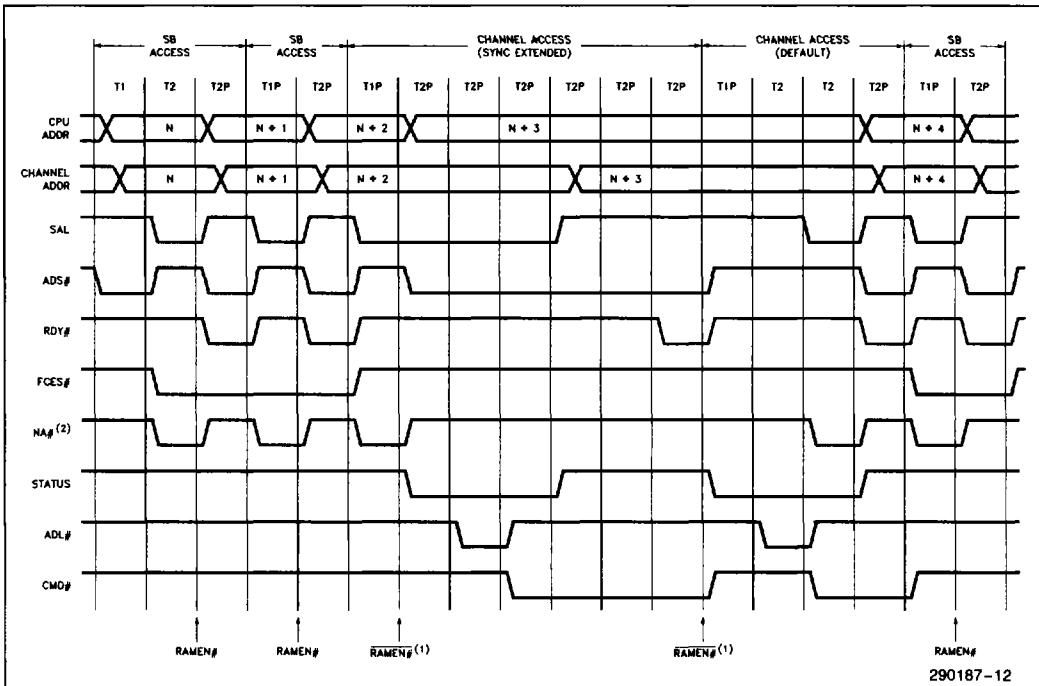 SB
ACCESS
SB
ACCESS
CHANNEL ACCESS
(SYNC EXTENDED)
CHANNEL ACCESS
(DEFAULT)
SB
ACCESS
T1 T2 T2P T1P T2P T1P T2P T2P T2P T2P T2P T2P T1P T2 T2 T2P T1P T2P
CPU
ADDR
N N + 1 N + 2 N + 3 N + 4
CHANNEL
ADDR
N N + 1 N + 2 N + 3 N + 4
SAL
ADS#
RDY#
FCES#
NA# (2)
STATUS
ADL#
CMD#
RAMEN# RAMEN# RAMEN# (1) RAMEN# (1) RAMEN#
290187-12